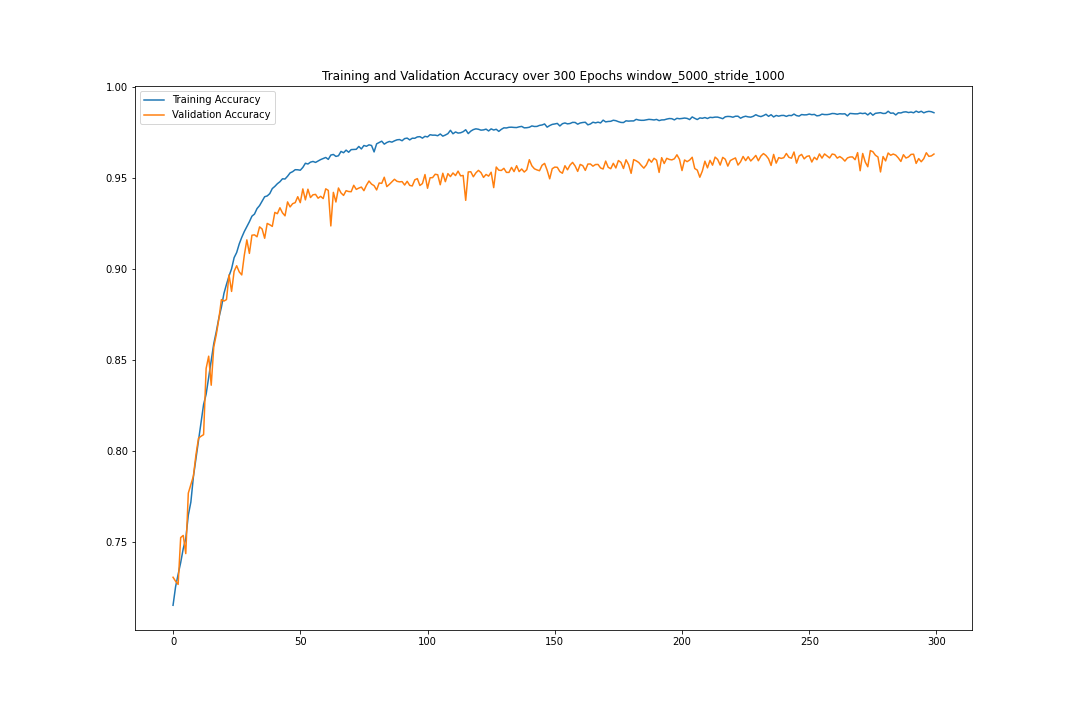 Training and Validation Accuracy over 300 Epochs window_5000_stride_1000
1.00
Training Accuracy
Validation Accuracy
0.95
0.90
0.85
0.80
0.75
0 50 100 150 200 250 300